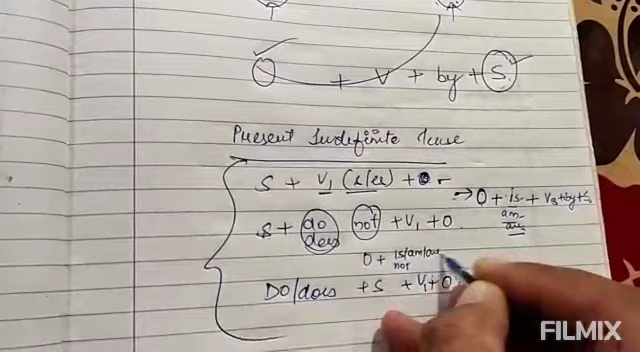 O + V + by + S.
Present Indefinite Tense
S + V₁ (s/es) + O
→ O + is + V₃ + by + S.
am
are
S + do not + V₁ + O.
does
O + is/am/are
not
Do/does + S + V₁ + O
FILMIX